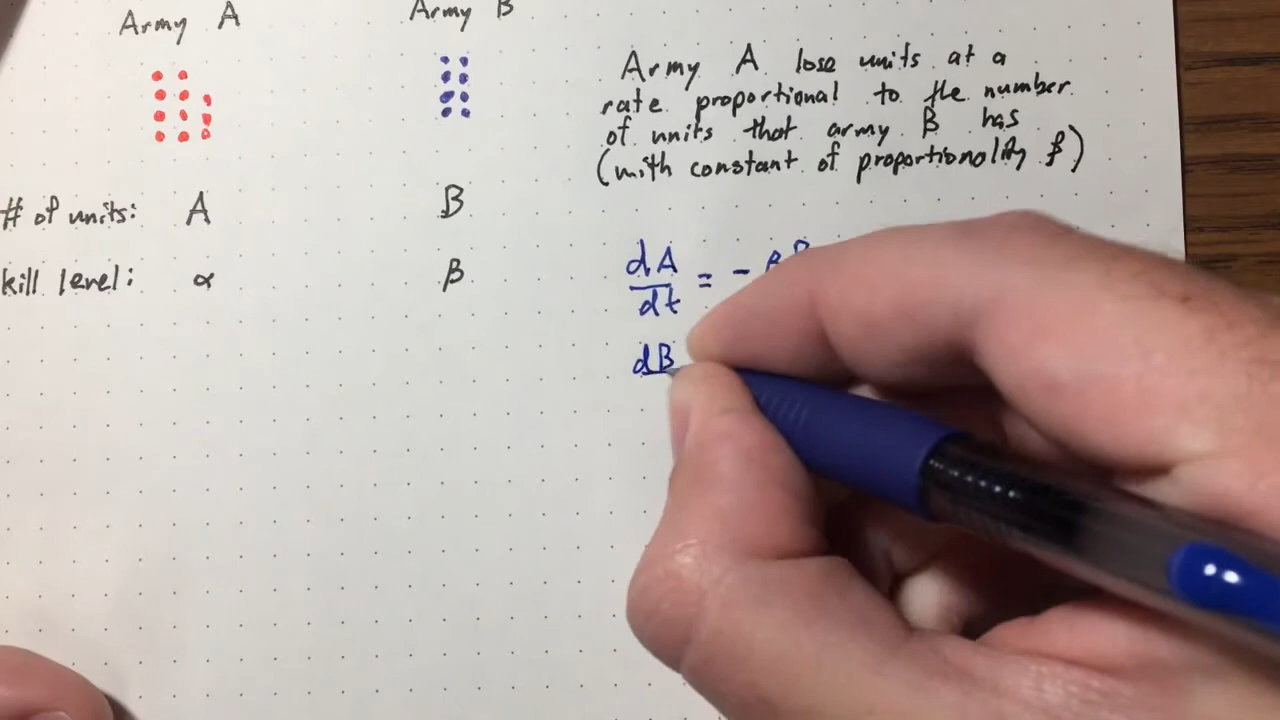 Army A
Army B
Army A lose units at a
rate proportional to the number
of units that army B has
(with constant of proportionality β)
# of units: A B
kill level: α β
dA/dt = - βB
dB